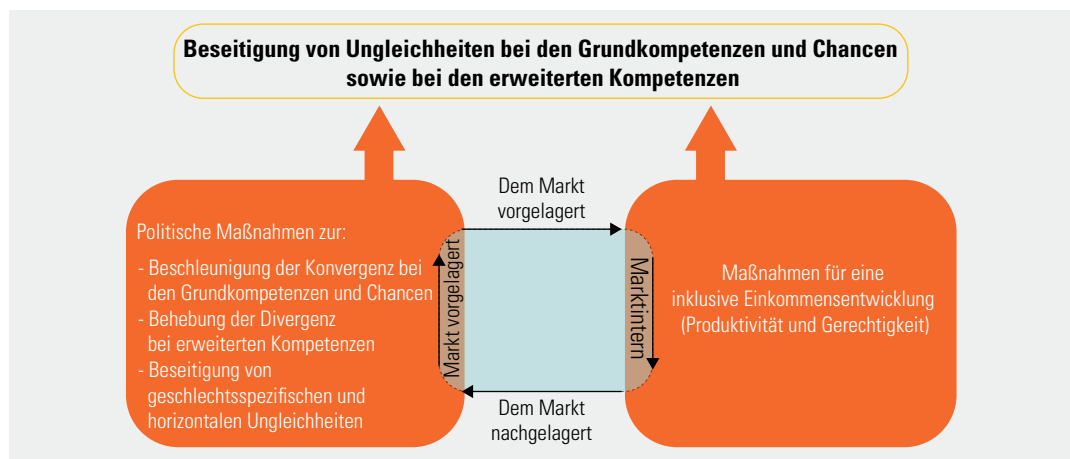 Beseitigung von Ungleichheiten bei den Grundkompetenzen und Chancen
sowie bei den erweiterten Kompetenzen
Politische Maßnahmen zur:
- Beschleunigung der Konvergenz bei
den Grundkompetenzen und Chancen
- Behebung der Divergenz
bei erweiterten Kompetenzen
- Beseitigung von
geschlechtsspezifischen und
horizontalen Ungleichheiten
Markt vorgelagert
Dem Markt
vorgelagert
Marktintern
Dem Markt
nachgelagert
Maßnahmen für eine
inklusive Einkommensentwicklung
(Produktivität und Gerechtigkeit)